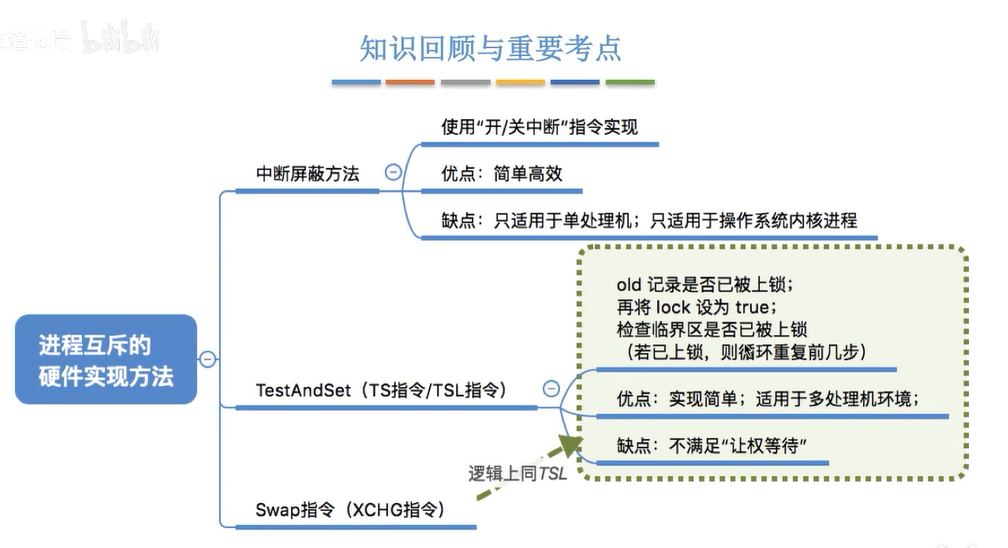 bilibili
知识回顾与重要考点
使用“开/关中断”指令实现
中断屏蔽方法
优点：简单高效
缺点：只适用于单处理机；只适用于操作系统内核进程
old 记录是否已被上锁；
再将 lock 设为 true；
检查临界区是否已被上锁
（若已上锁，则循环重复前几步）
进程互斥的
硬件实现方法
TestAndSet（TS指令/TSL指令）
优点：实现简单；适用于多处理机环境；
缺点：不满足“让权等待”
逻辑上同TSL
Swap指令（XCHG指令）